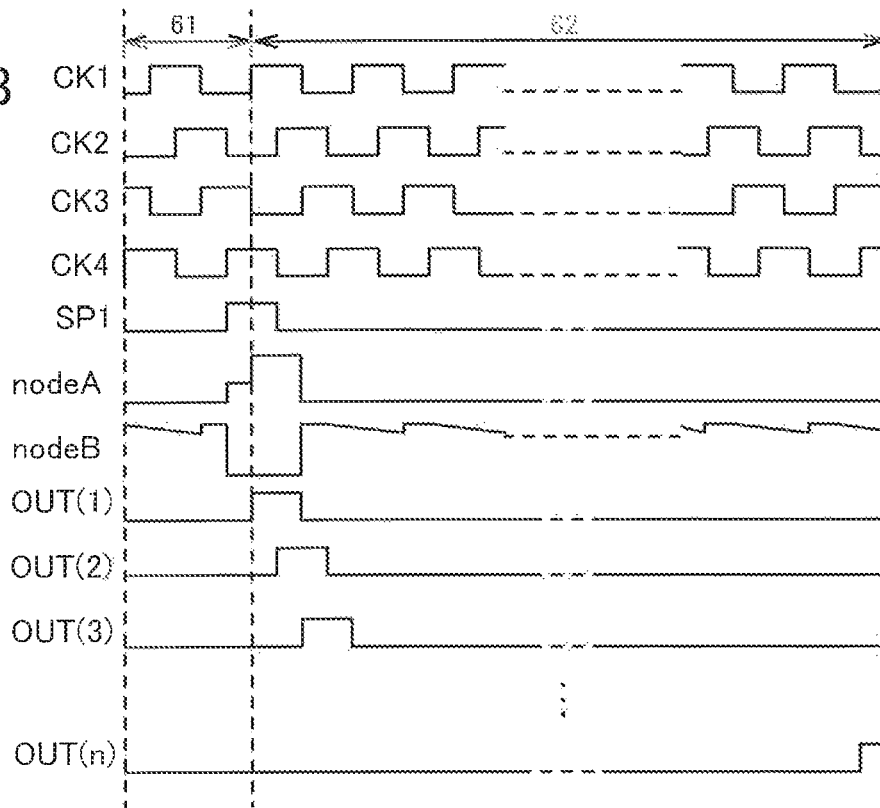 61 62
CK1
CK2
CK3
CK4
SP1
nodeA
nodeB
OUT(1)
OUT(2)
OUT(3)
OUT(n)